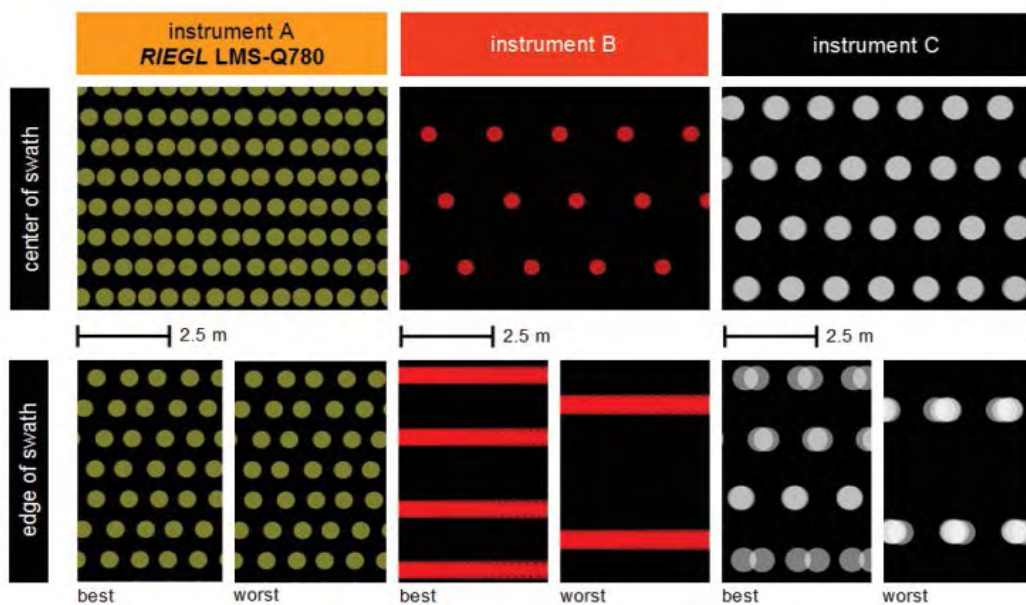 instrument A
RIEGL LMS-Q780
instrument B
instrument C
center of swath
2.5 m
2.5 m
2.5 m
edge of swath
best
worst
best
worst
best
worst